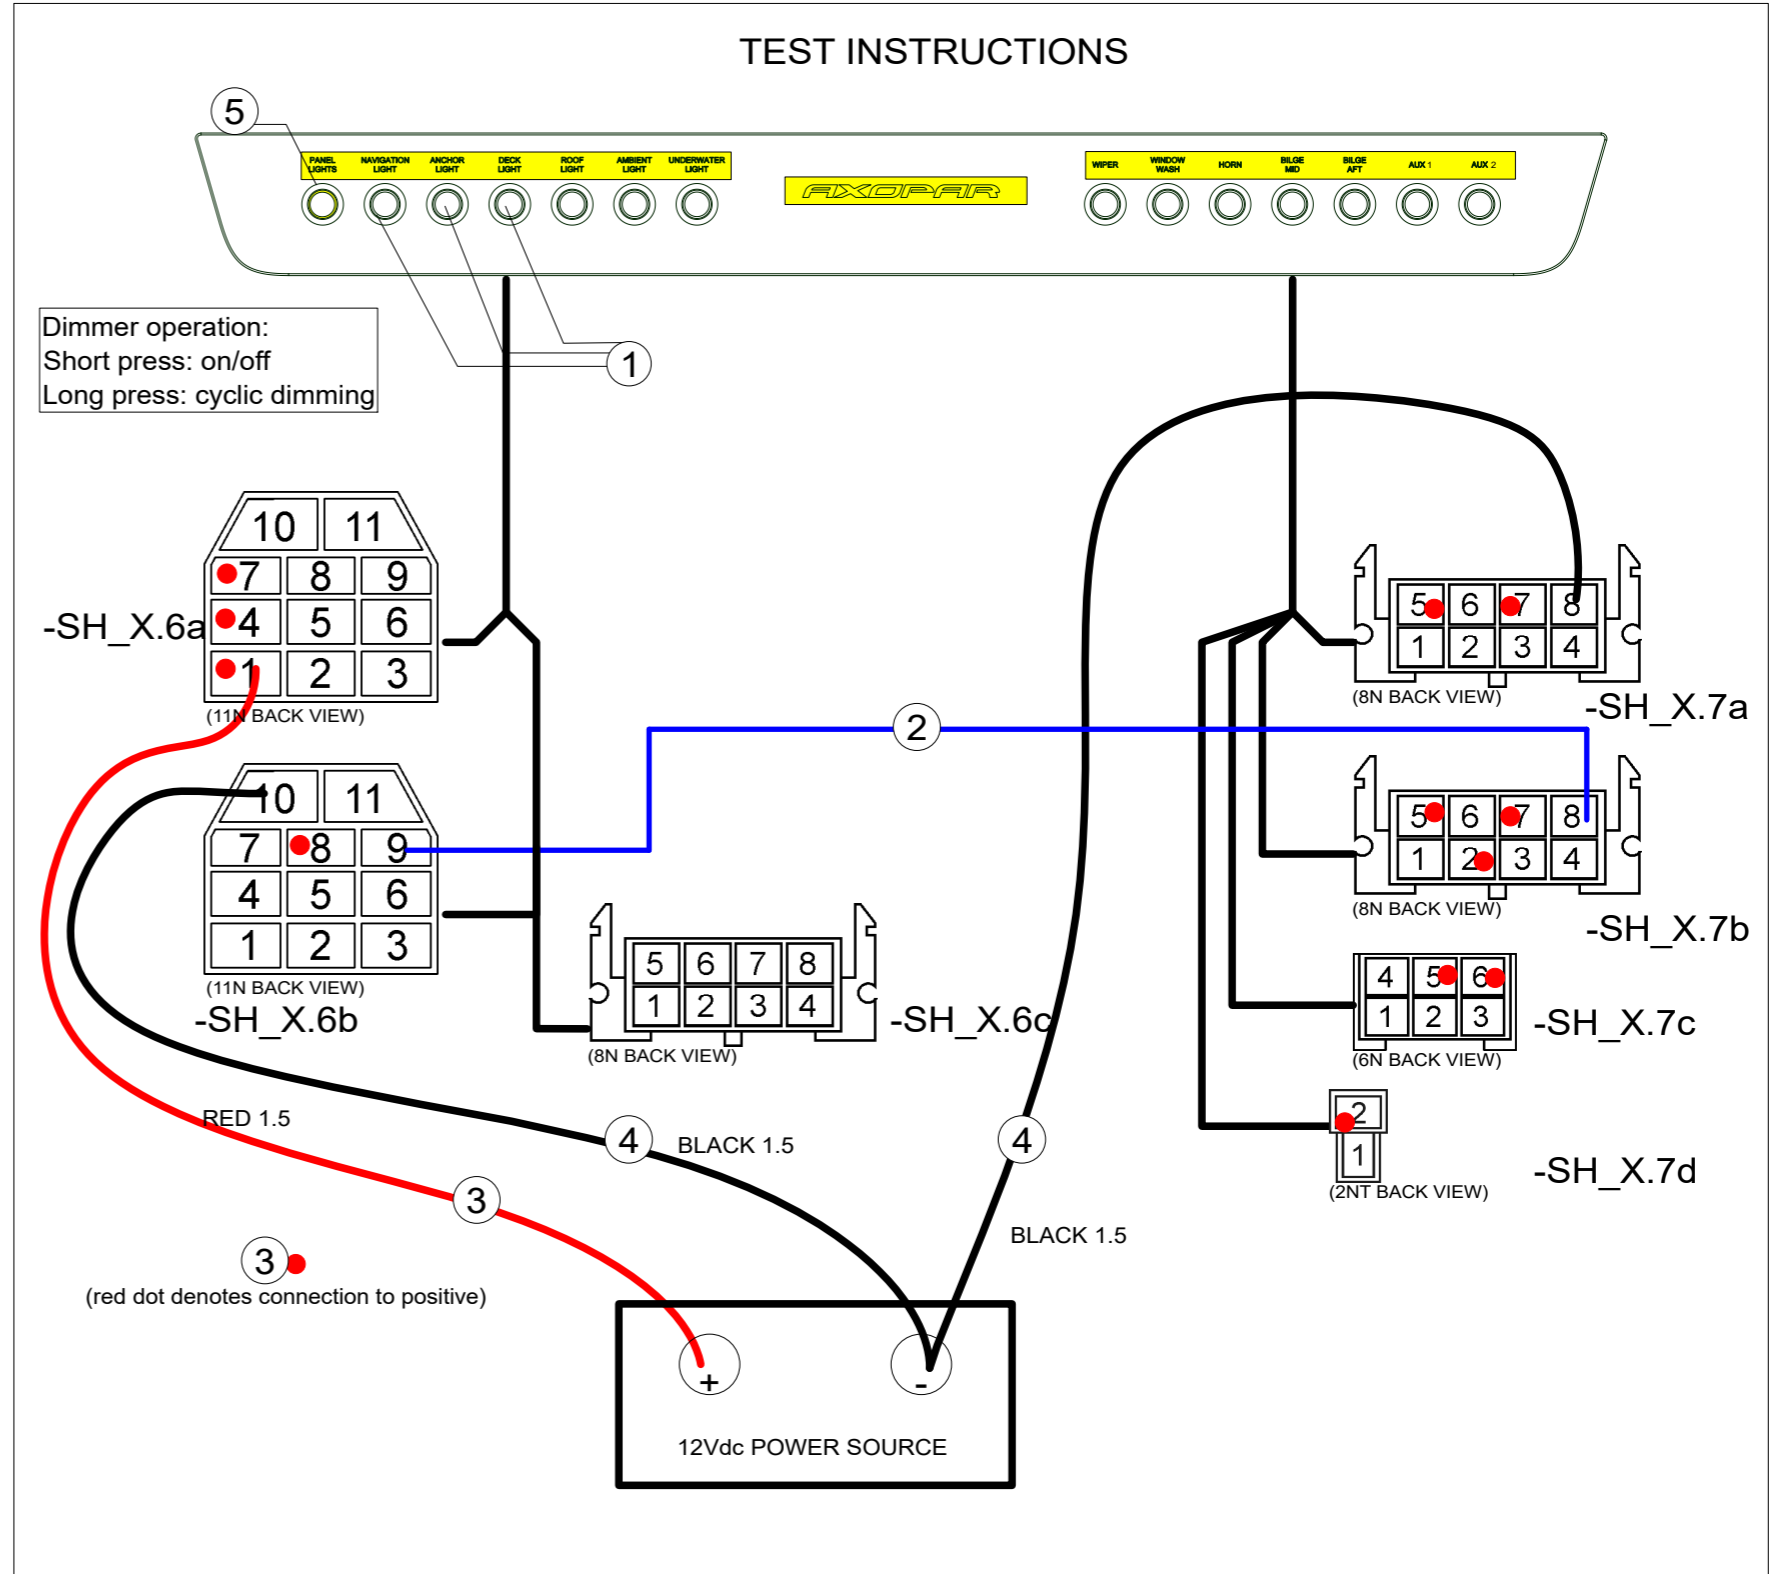 TEST INSTRUCTIONS
5
PANEL LIGHTS
NAVIGATION LIGHT
ANCHOR LIGHT
DECK LIGHT
ROOF LIGHT
AMBIENT LIGHT
UNDERWATER LIGHT
AXOPAR
WIPER
WINDOW WASH
HORN
BILGE MID
BILGE AFT
AUX 1
AUX 2
Dimmer operation:
Short press: on/off
Long press: cyclic dimming
1
10 11
7 8 9
4 5 6
1 2 3
-SH_X.6a
(11N BACK VIEW)
5 6 7 8
1 2 3 4
(8N BACK VIEW)
-SH_X.7a
2
10 11
7 8 9
4 5 6
1 2 3
(11N BACK VIEW)
-SH_X.6b
5 6 7 8
1 2 3 4
(8N BACK VIEW)
-SH_X.6c
5 6 7 8
1 2 3 4
(8N BACK VIEW)
-SH_X.7b
4 5 6
1 2 3
(6N BACK VIEW)
-SH_X.7c
2
1
(2NT BACK VIEW)
-SH_X.7d
RED 1.5
4
BLACK 1.5
4
3
BLACK 1.5
3
(red dot denotes connection to positive)
+
-
12Vdc POWER SOURCE